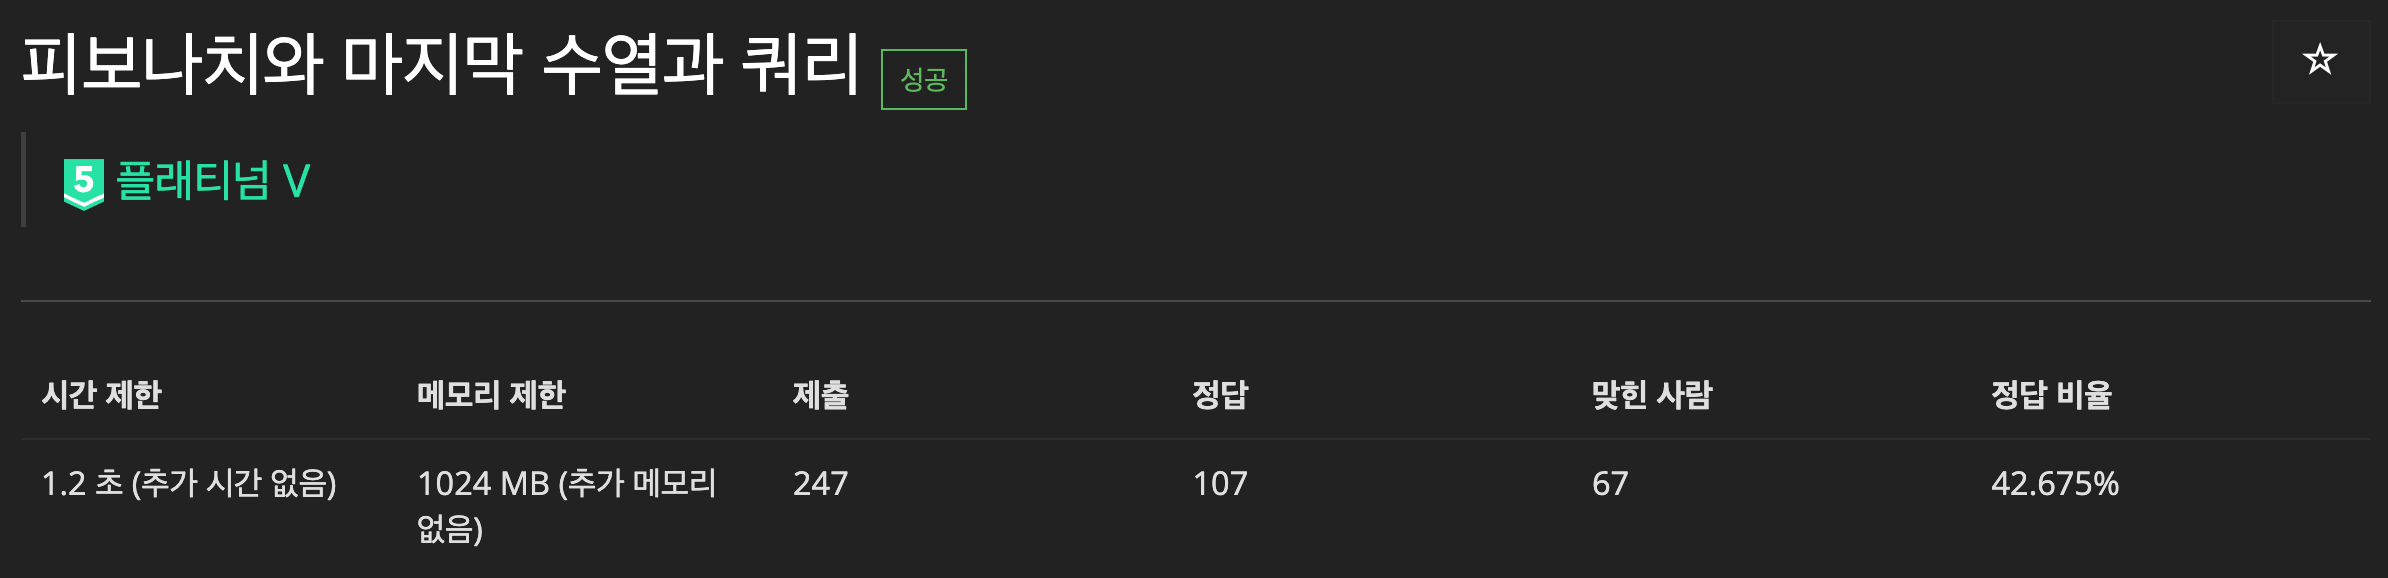 피보나치와 마지막 수열과 쿼리 성공
5 플래티넘 V
시간 제한 메모리 제한 제출 정답 맞힌 사람 정답 비율
1.2 초 (추가 시간 없음) 1024 MB (추가 메모리 247 107 67 42.675%
없음)